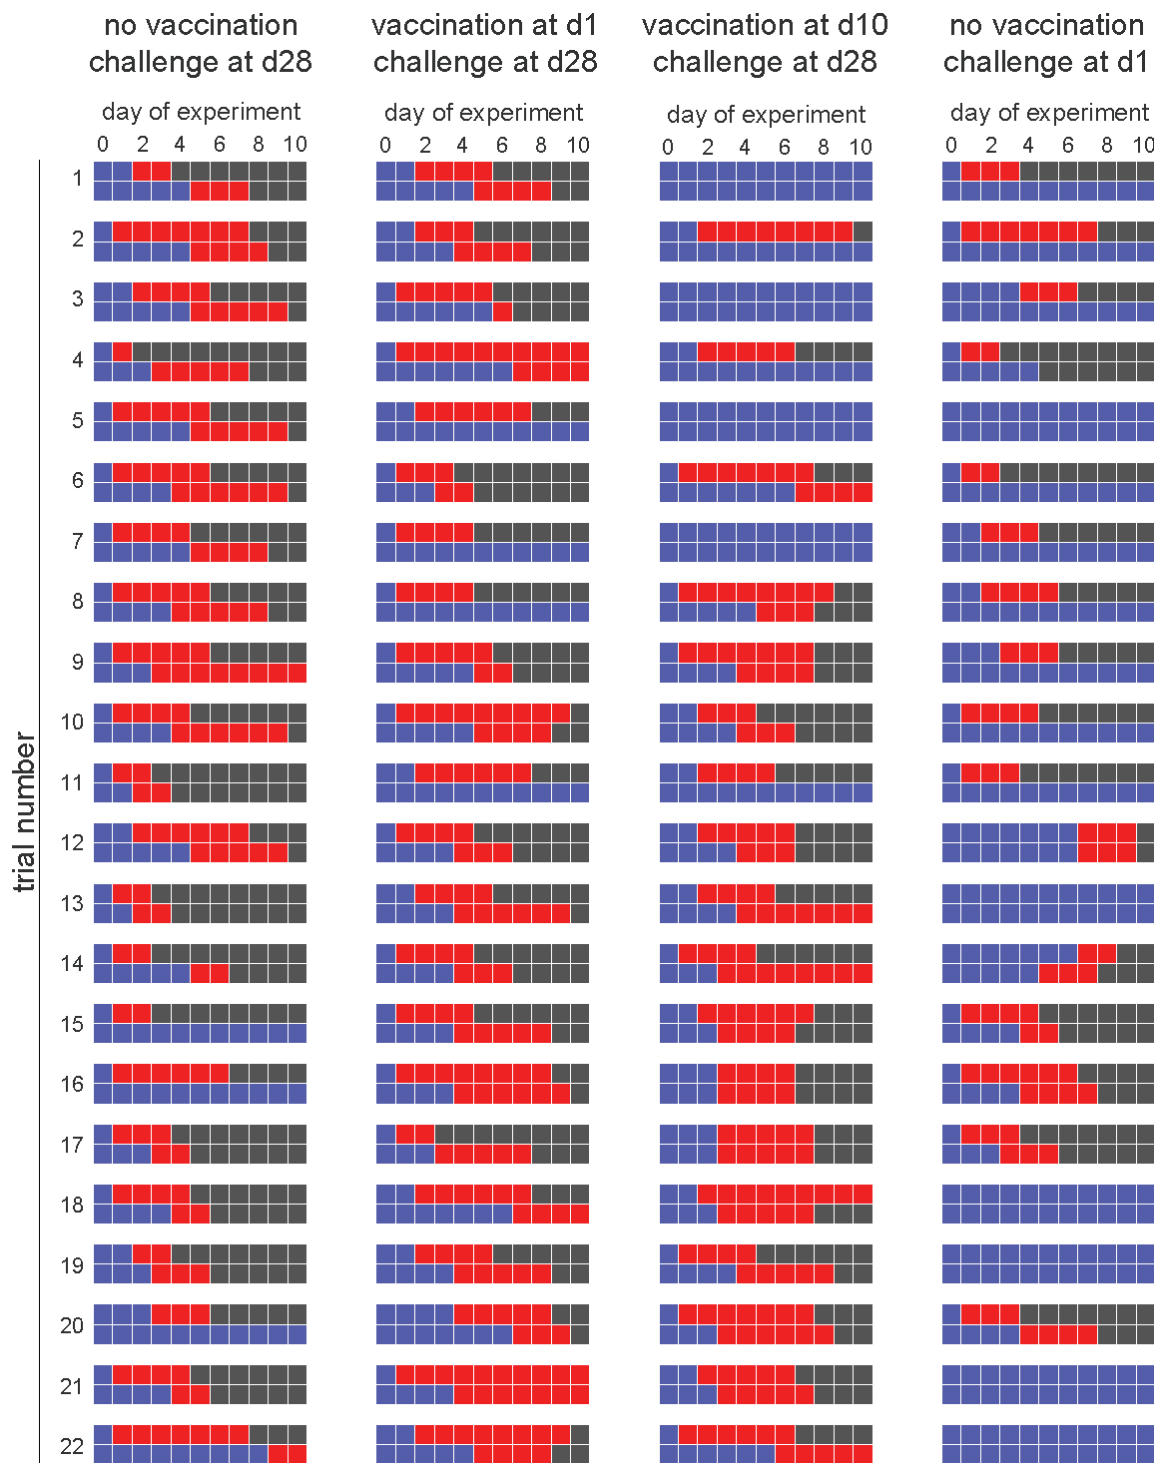 no vaccination
challenge at d28
vaccination at d1
challenge at d28
vaccination at d10
challenge at d28
no vaccination
challenge at d1
day of experiment
day of experiment
day of experiment
day of experiment
0 2 4 6 8 10
0 2 4 6 8 10
0 2 4 6 8 10
0 2 4 6 8 10
trial number
1
2
3
4
5
6
7
8
9
10
11
12
13
14
15
16
17
18
19
20
21
22